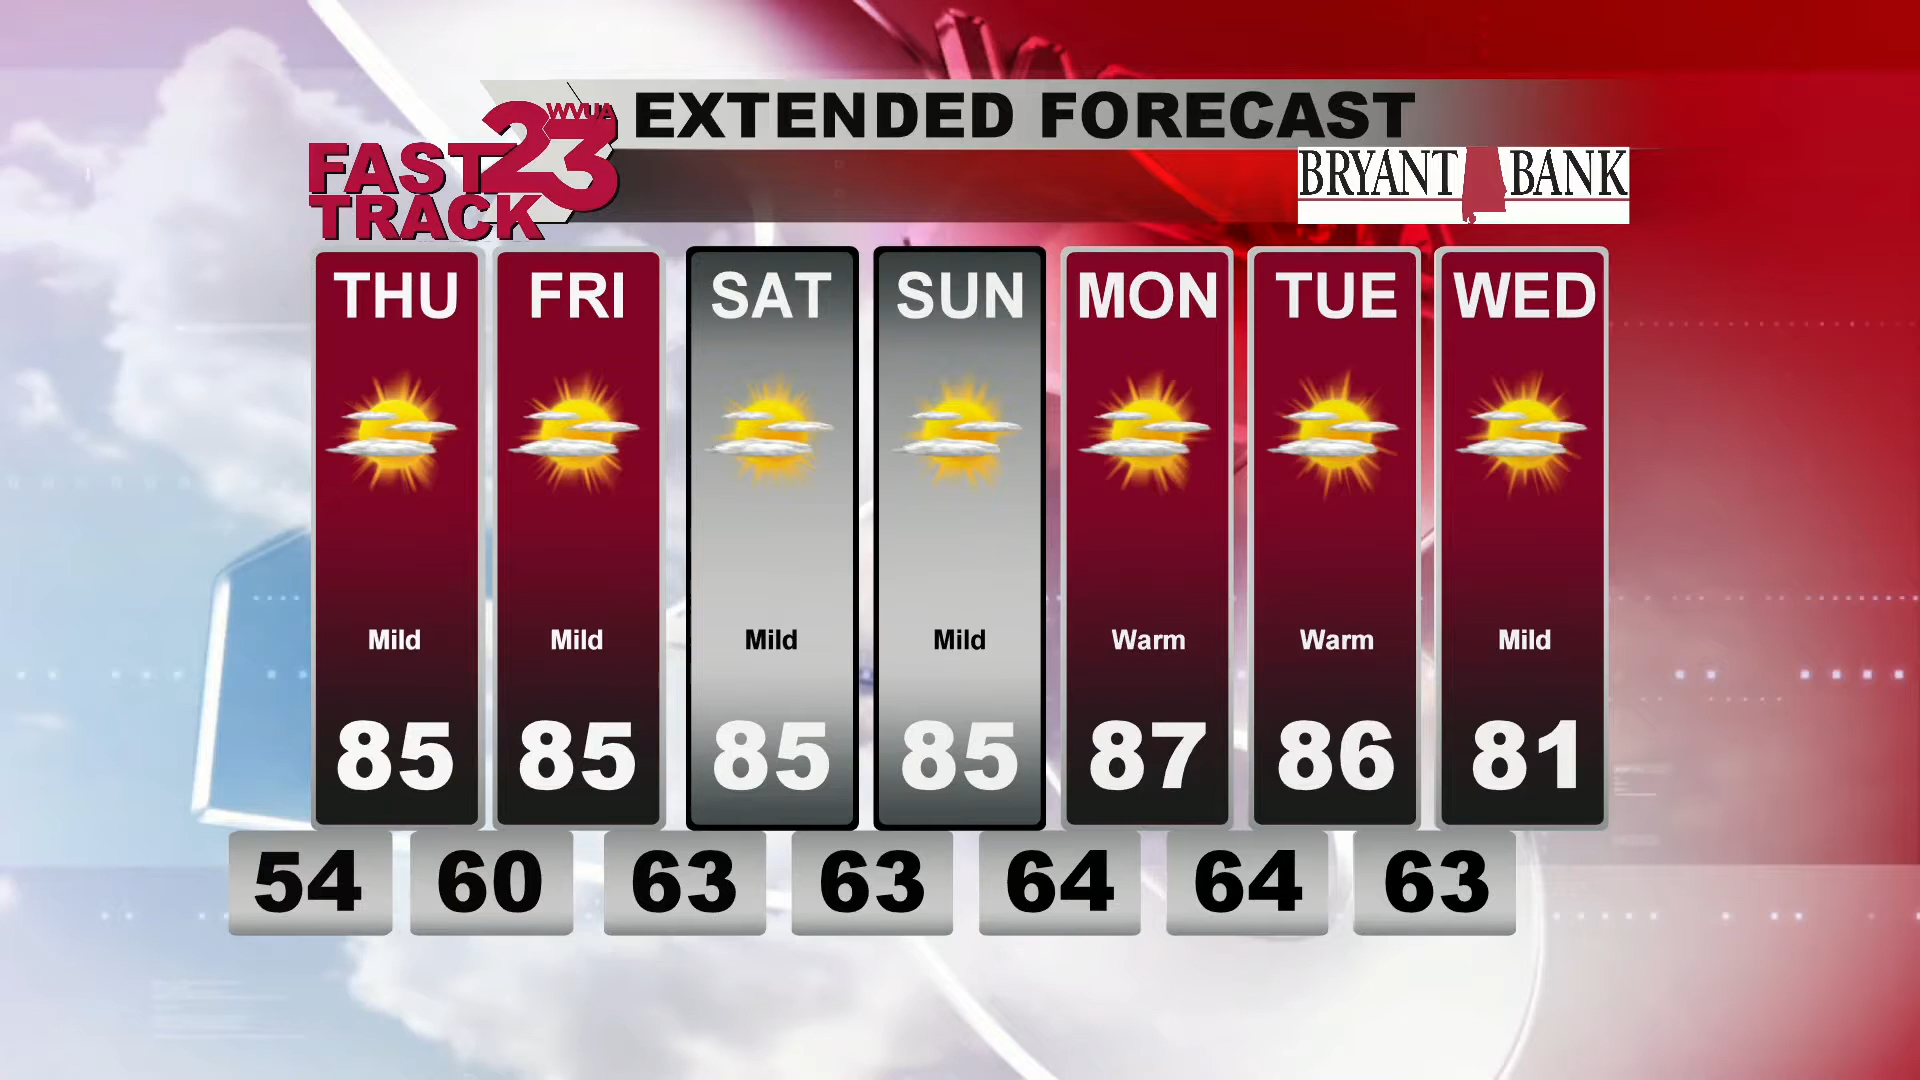 WVUA
23
FAST
TRACK
EXTENDED FORECAST
BRYANT BANK
THU FRI SAT SUN MON TUE WED
Mild Mild Mild Mild Warm Warm Mild
85 85 85 85 87 86 81
54 60 63 63 64 64 63